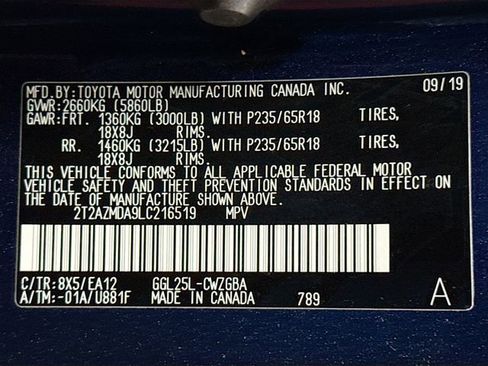 MFD. BY: TOYOTA MOTOR MANUFACTURING CANADA INC. 09/19
GVWR: 2660KG (5860LB)
GAWR: FRT. 1360KG (3000LB) WITH P235/65R18 TIRES,
18X8J RIMS.
RR. 1460KG (3215LB) WITH P235/65R18 TIRES,
18X8J RIMS.
THIS VEHICLE CONFORMS TO ALL APPLICABLE FEDERAL MOTOR
VEHICLE SAFETY AND THEFT PREVENTION STANDARDS IN EFFECT ON
THE DATE OF MANUFACTURE SHOWN ABOVE.
2T2AZMDA9LC216519 MPV
C/TR: 8X5/EA12 GGL25L-CWZGBA
A/TM: -01A/U881F MADE IN CANADA 789 A